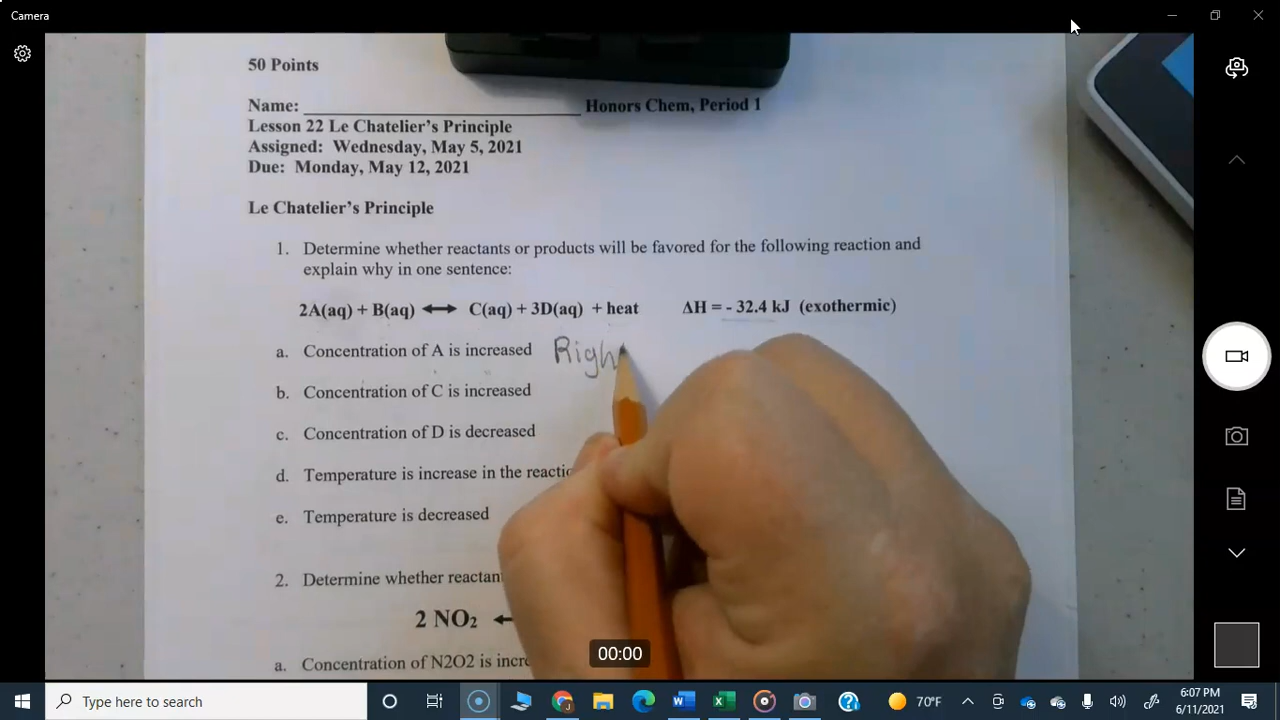 Camera
50 Points
Name: ____________________ Honors Chem, Period 1
Lesson 22 Le Chatelier's Principle
Assigned: Wednesday, May 5, 2021
Due: Monday, May 12, 2021
Le Chatelier's Principle
1. Determine whether reactants or products will be favored for the following reaction and
explain why in one sentence:
2A(aq) + B(aq) ⟷ C(aq) + 3D(aq) + heat ΔH = - 32.4 kJ (exothermic)
a. Concentration of A is increased Righ
b. Concentration of C is increased
c. Concentration of D is decreased
d. Temperature is increase in the
e. Temperature is decreased
2. Determine whether
2 NO₂
a. Concentration of N2O2 is
00:00
Type here to search
70°F
6:07 PM
6/11/2021